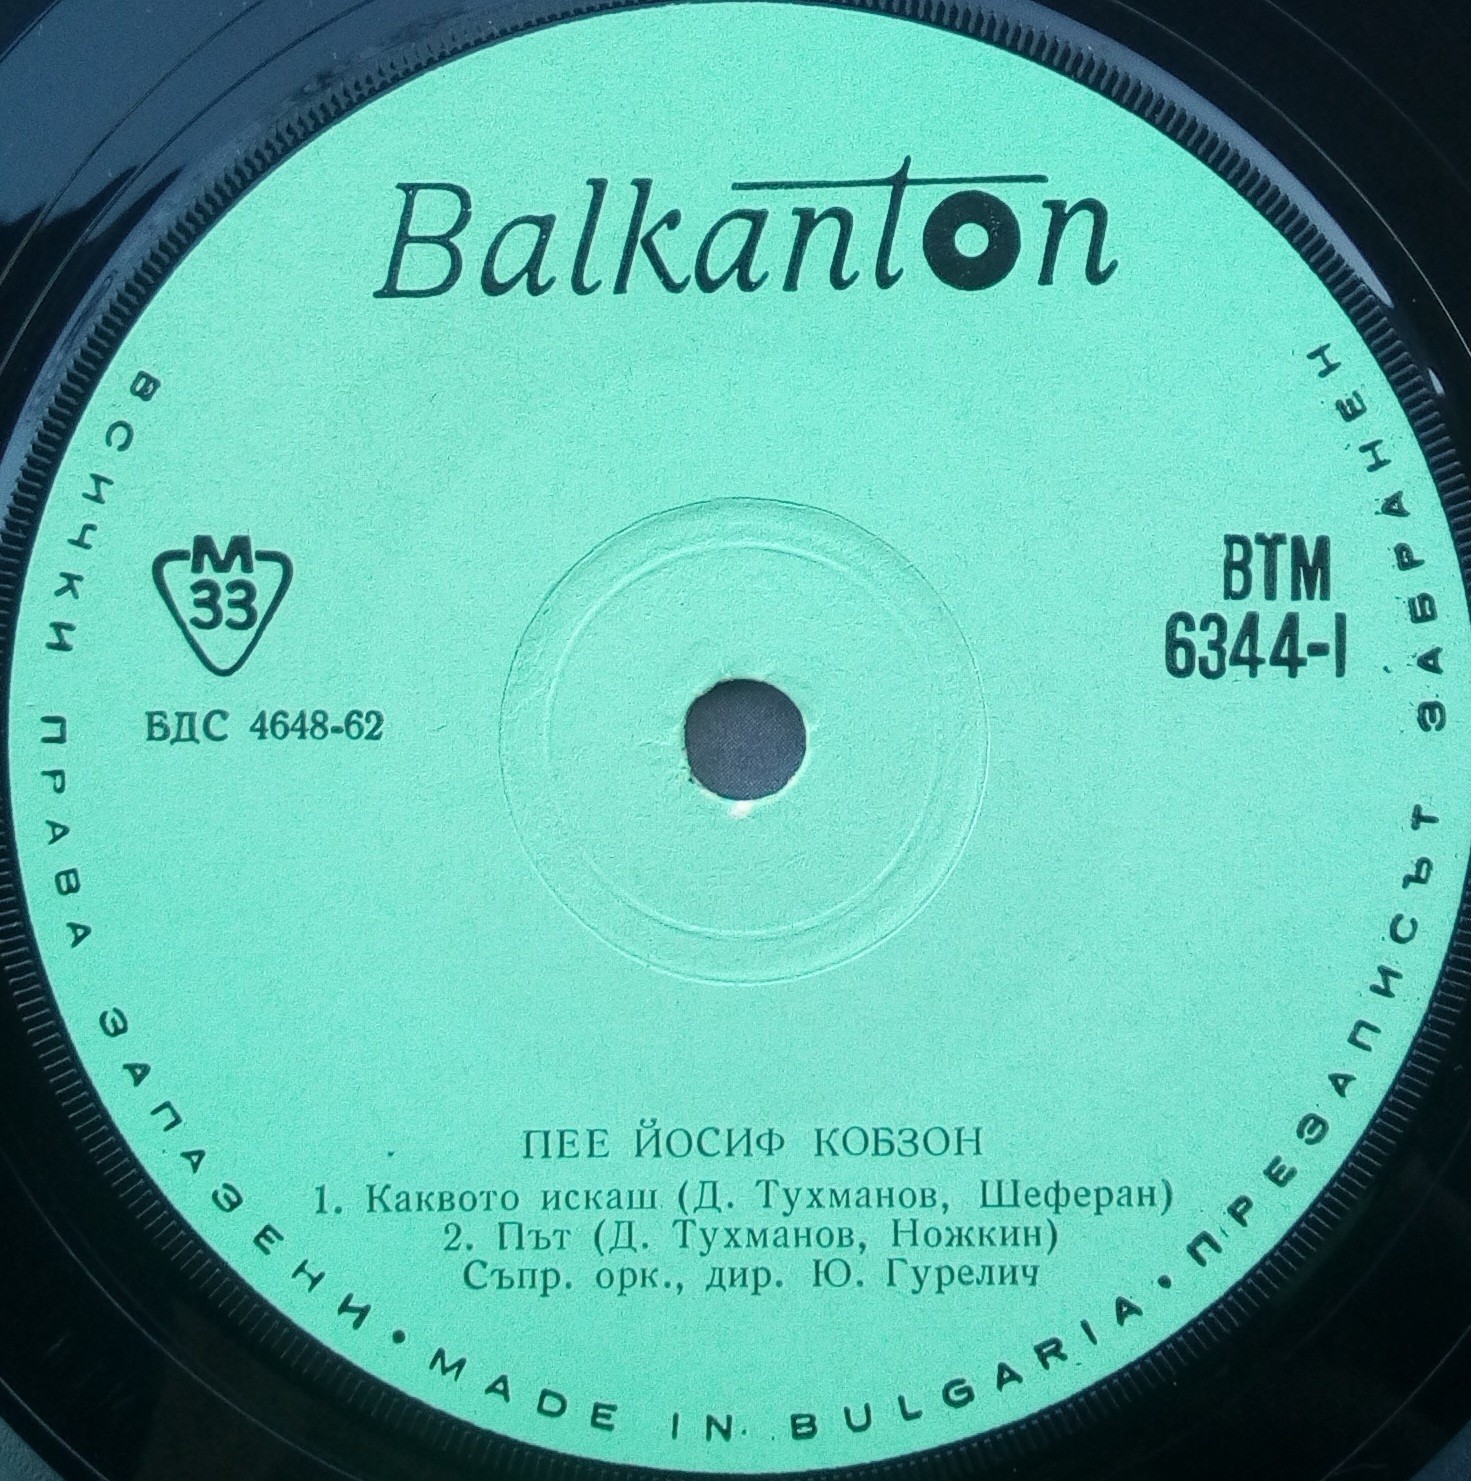 Balkanton
М
33
БДС 4648-62
ВТМ
6344-I
ПЕЕ ЙОСИФ КОБЗОН
1. Каквото искаш (Д. Тухманов, Шеферан)
2. Път (Д. Тухманов, Ножкин)
Съпр. орк., дир. Ю. Гурелич
ВСИЧКИ ПРАВА ЗАПАЗЕНИ • MADE IN BULGARIA • ПРЕЗАПИСЪТ ЗАБРАНЕН